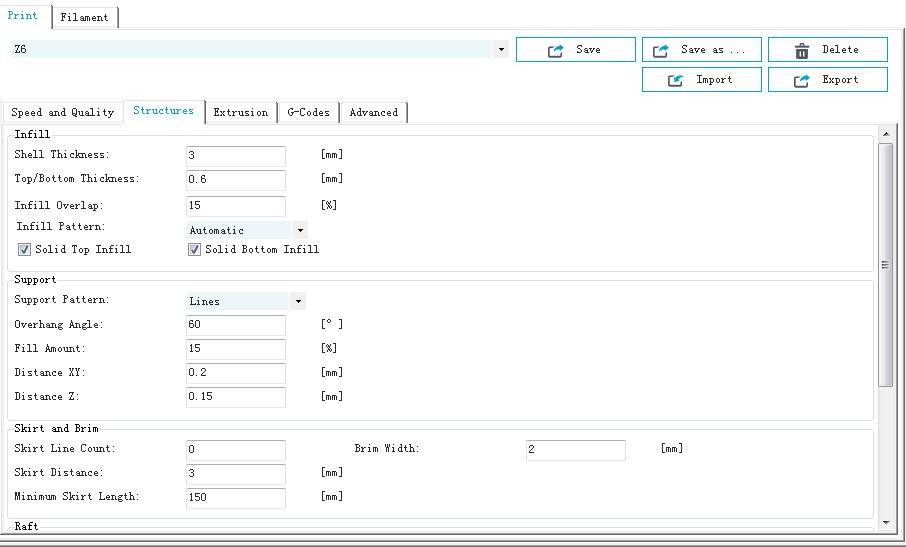 Print Filament
Z6 Save Save as ... Delete
Import Export
Speed and Quality Structures Extrusion G-Codes Advanced
Infill
Shell Thickness: 3 [mm]
Top/Bottom Thickness: 0.6 [mm]
Infill Overlap: 15 [%]
Infill Pattern: Automatic
Solid Top Infill Solid Bottom Infill
Support
Support Pattern: Lines
Overhang Angle: 60 [° ]
Fill Amount: 15 [%]
Distance XY: 0.2 [mm]
Distance Z: 0.15 [mm]
Skirt and Brim
Skirt Line Count: 0 Brim Width: 2 [mm]
Skirt Distance: 3 [mm]
Minimum Skirt Length: 150 [mm]
Raft